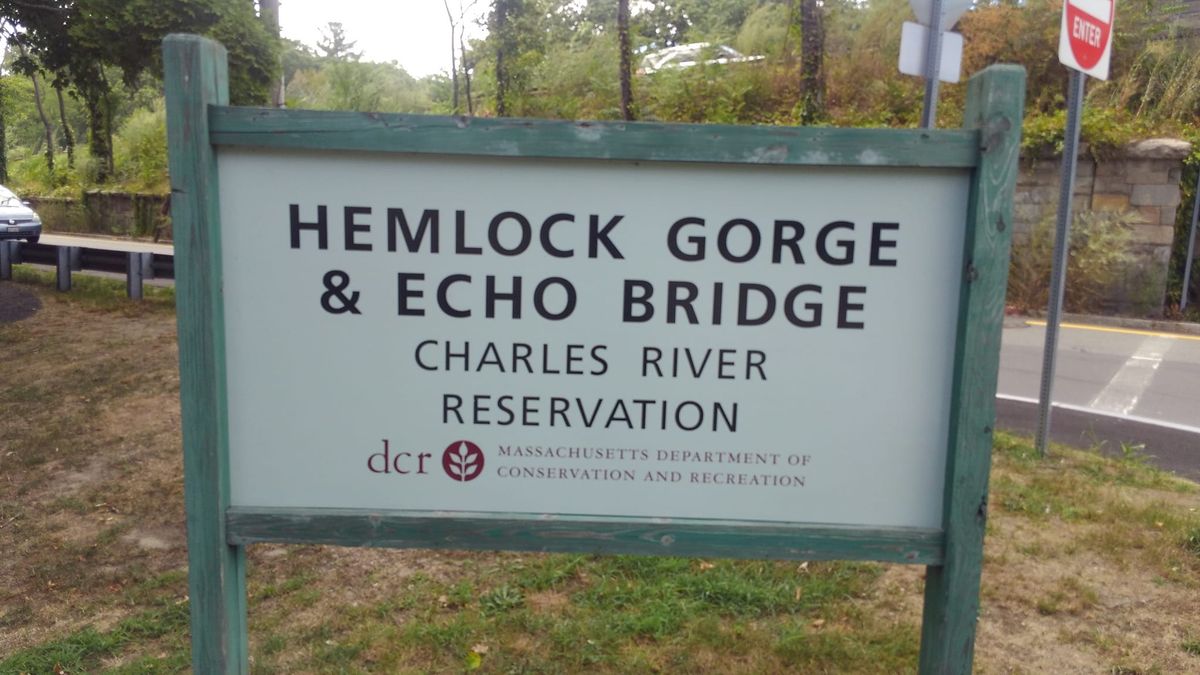 ENTER
HEMLOCK GORGE
& ECHO BRIDGE
CHARLES RIVER
RESERVATION
dcr MASSACHUSETTS DEPARTMENT OF
CONSERVATION AND RECREATION